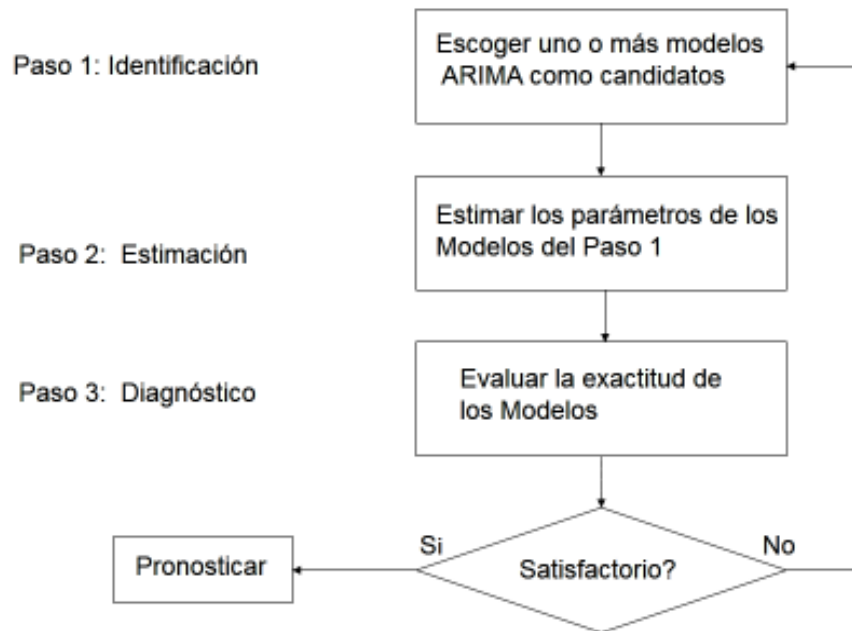 Paso 1: Identificación
Escoger uno o más modelos
ARIMA como candidatos
Paso 2: Estimación
Estimar los parámetros de los
Modelos del Paso 1
Paso 3: Diagnóstico
Evaluar la exactitud de
los Modelos
Si
No
Pronosticar
Satisfactorio?